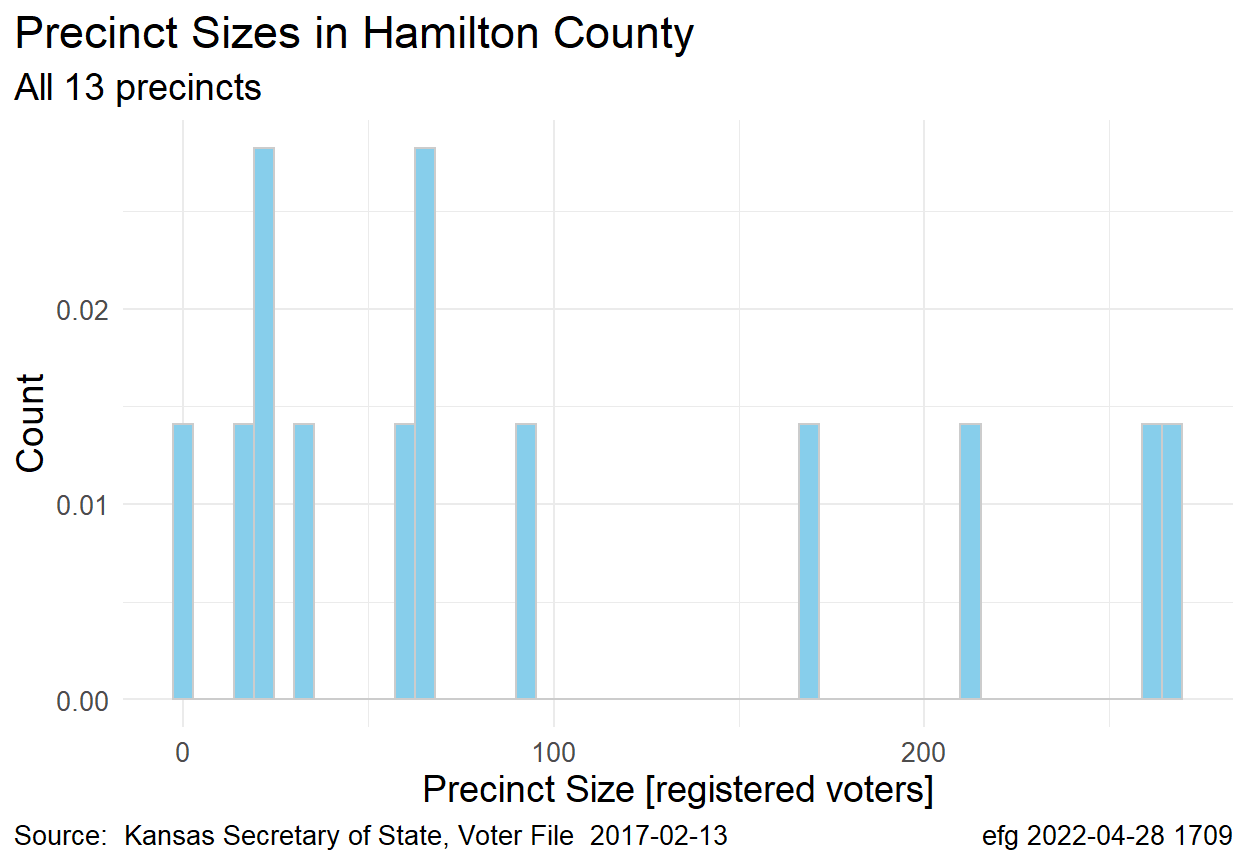 Precinct Sizes in Hamilton County
All 13 precincts
0.02
0.01
0.00
Count
0 100 200
Precinct Size [registered voters]
Source:  Kansas Secretary of State, Voter File  2017-02-13
efg 2022-04-28 1709